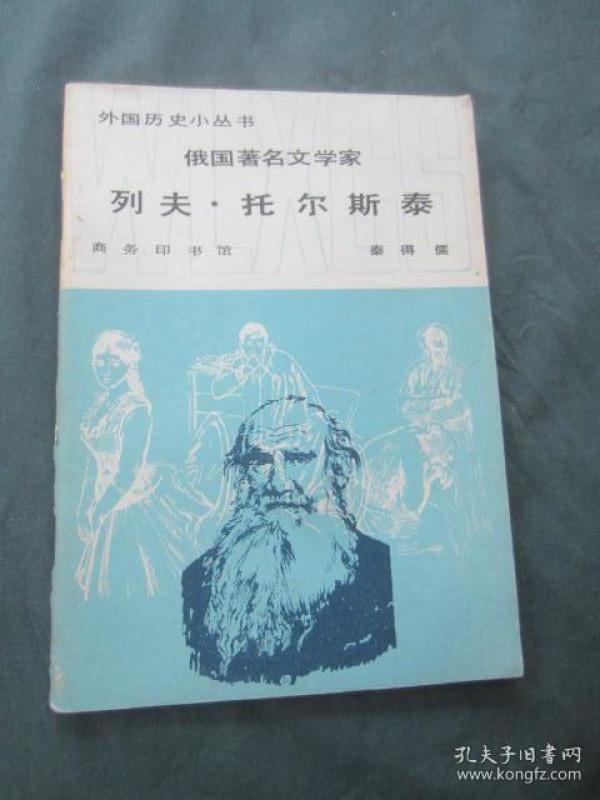 外国历史小丛书
俄国著名文学家
列夫·托尔斯泰
商务印书馆 秦得儒
WLXCS
孔夫子旧书网
www.kongfz.com